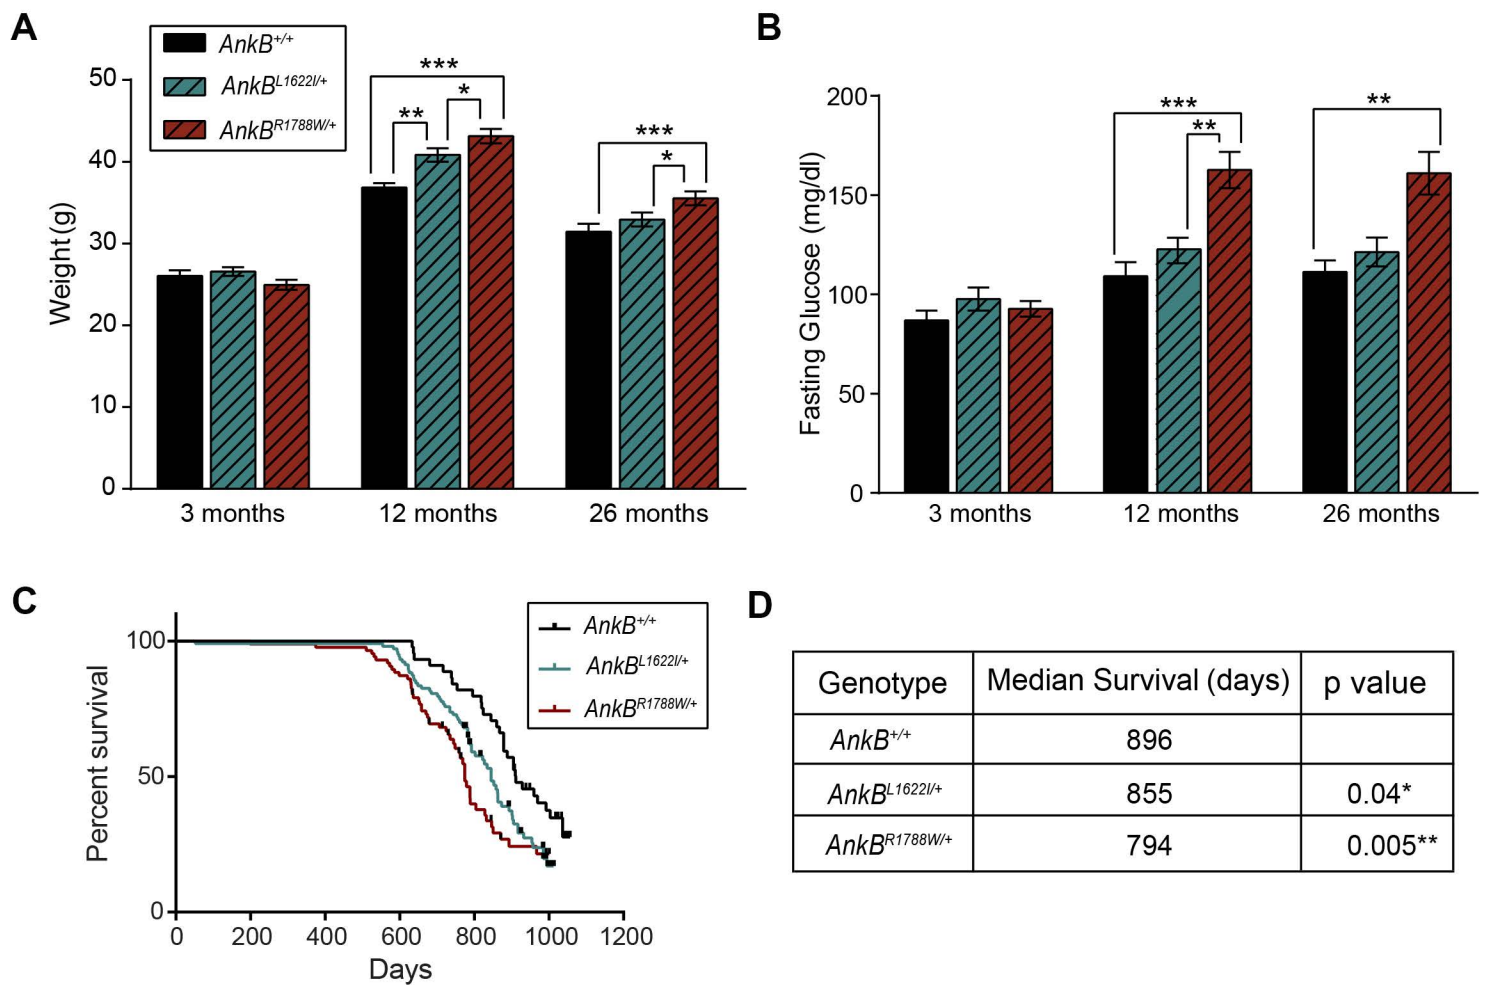 A
AnkB+/+
AnkBL1622I/+
AnkBR1788W/+
Weight (g)
50
40
30
20
10
0
***
**
*
***
*
3 months 12 months 26 months
B
Fasting Glucose (mg/dl)
200
150
100
50
0
***
**
**
3 months 12 months 26 months
C
AnkB+/+
AnkBL1622I/+
AnkBR1788W/+
Percent survival
100
50
0
0 200 400 600 800 1000 1200
Days
D
Genotype Median Survival (days) p value
AnkB+/+ 896
AnkBL1622I/+ 855 0.04*
AnkBR1788W/+ 794 0.005**